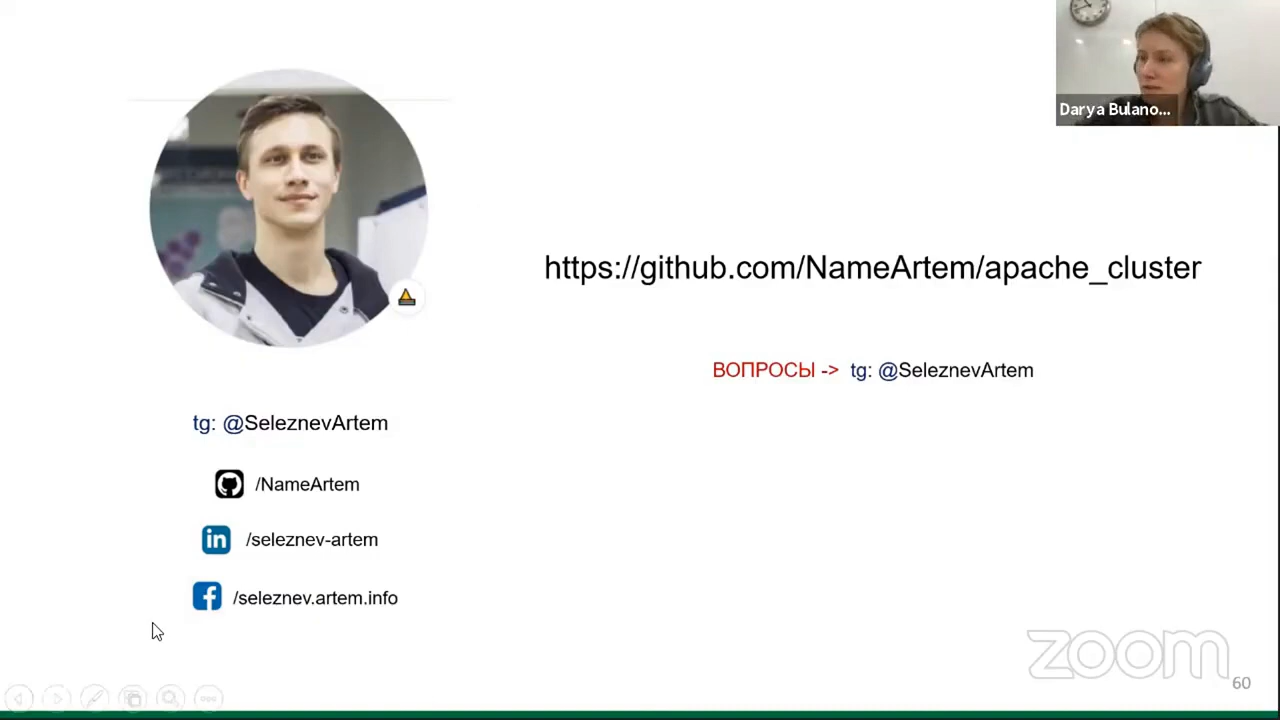 Darya Bulano...
https://github.com/NameArtem/apache_cluster
ВОПРОСЫ -> tg: @SeleznevArtem
tg: @SeleznevArtem
/NameArtem
in /seleznev-artem
f /seleznev.artem.info
zoom
60